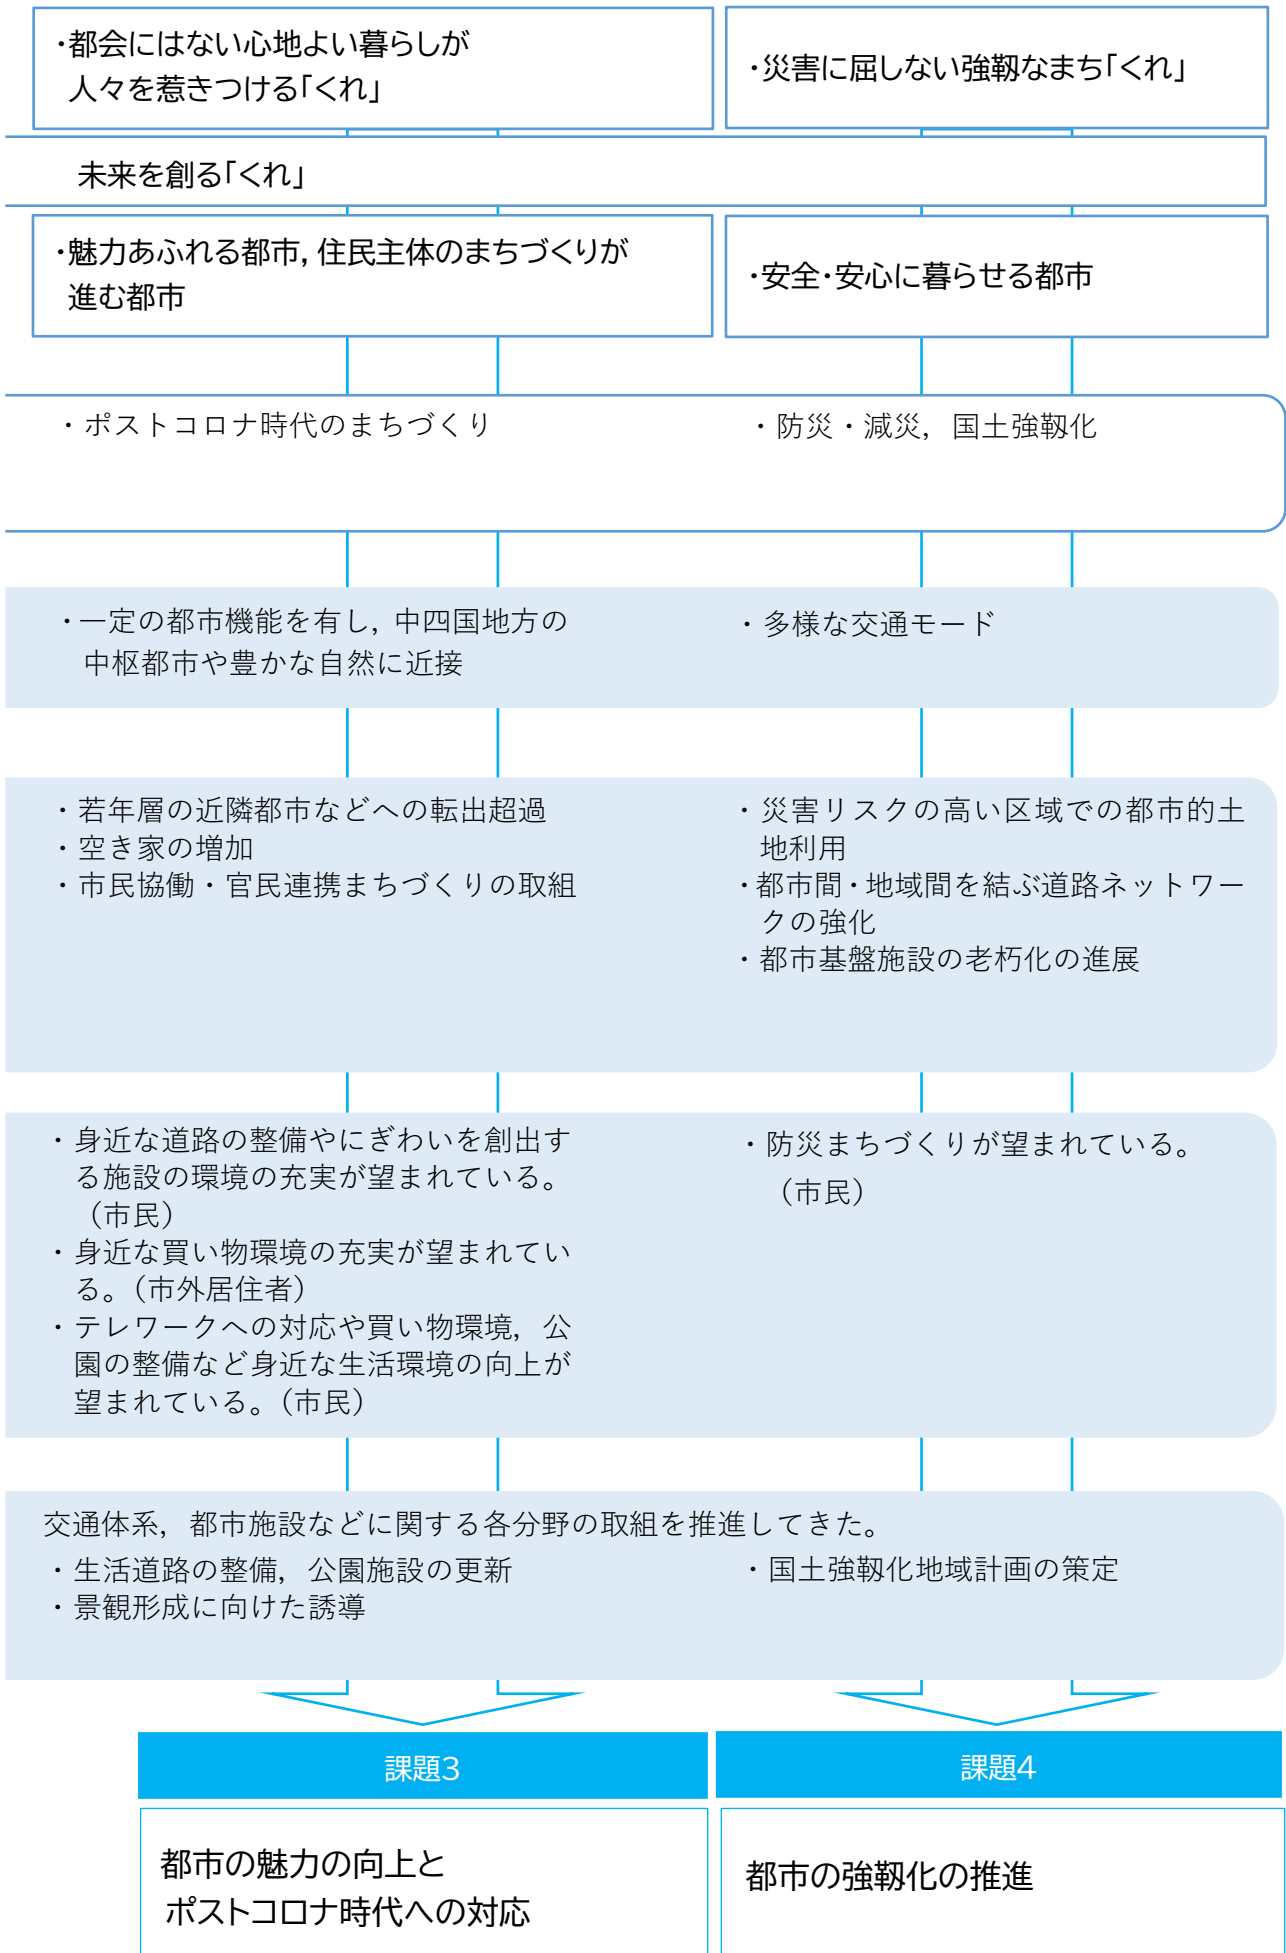 ・都会にはない心地よい暮らしが
人々を惹きつける「くれ」
・災害に屈しない強靱なまち「くれ」
未来を創る「くれ」
・魅力あふれる都市，住民主体のまちづくりが
進む都市
・安全・安心に暮らせる都市
・ポストコロナ時代のまちづくり
・防災・減災，国土強靱化
・一定の都市機能を有し，中四国地方の
中枢都市や豊かな自然に近接
・多様な交通モード
・若年層の近隣都市などへの転出超過
・空き家の増加
・市民協働・官民連携まちづくりの取組
・災害リスクの高い区域での都市的土
地利用
・都市間・地域間を結ぶ道路ネットワー
クの強化
・都市基盤施設の老朽化の進展
・身近な道路の整備やにぎわいを創出す
る施設の環境の充実が望まれている。
（市民）
・身近な買い物環境の充実が望まれてい
る。（市外居住者）
・テレワークへの対応や買い物環境，公
園の整備など身近な生活環境の向上が
望まれている。（市民）
・防災まちづくりが望まれている。
（市民）
交通体系，都市施設などに関する各分野の取組を推進してきた。
・生活道路の整備，公園施設の更新
・景観形成に向けた誘導
・国土強靱化地域計画の策定
課題3
都市の魅力の向上と
ポストコロナ時代への対応
課題4
都市の強靱化の推進